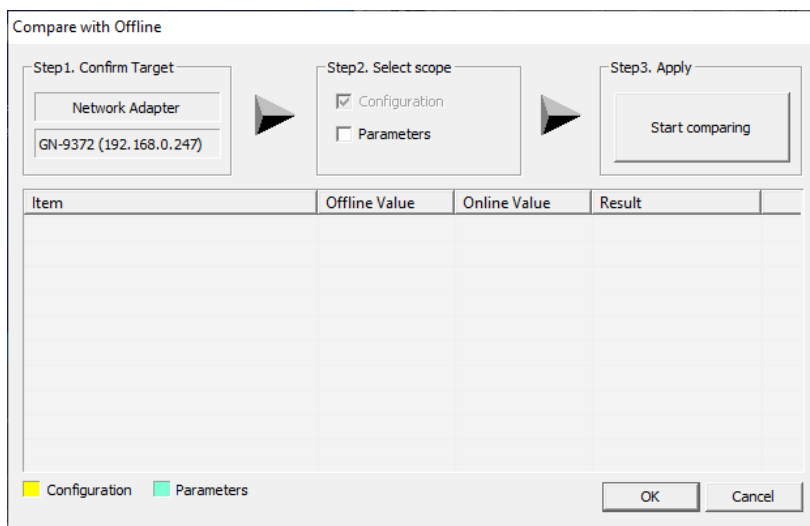 Compare with Offline
Step1. Confirm Target
Network Adapter
GN-9372 (192.168.0.247)
Step2. Select scope
Configuration
Parameters
Step3. Apply
Start comparing
Item Offline Value Online Value Result
Configuration Parameters
OK Cancel